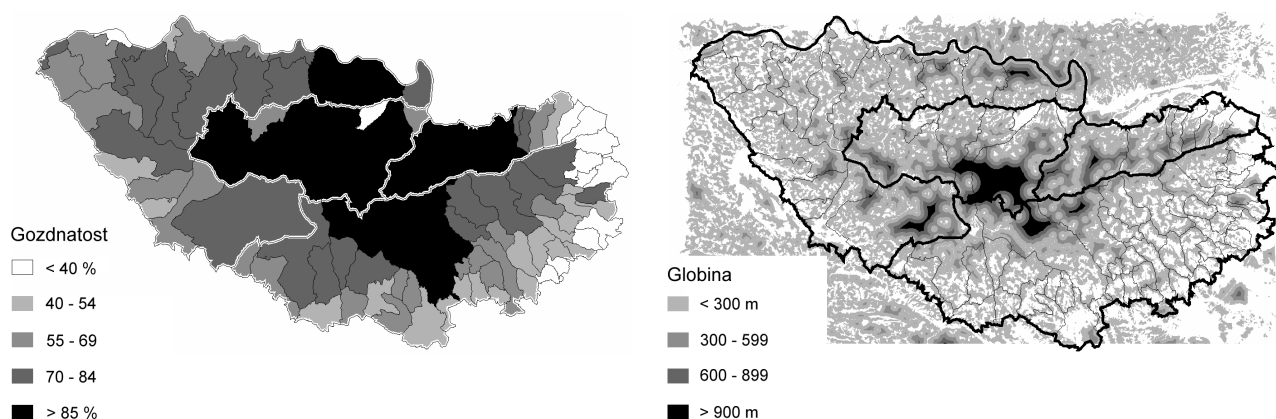 Gozdnatost
< 40 %
40 - 54
55 - 69
70 - 84
> 85 %
Globina
< 300 m
300 - 599
600 - 899
> 900 m